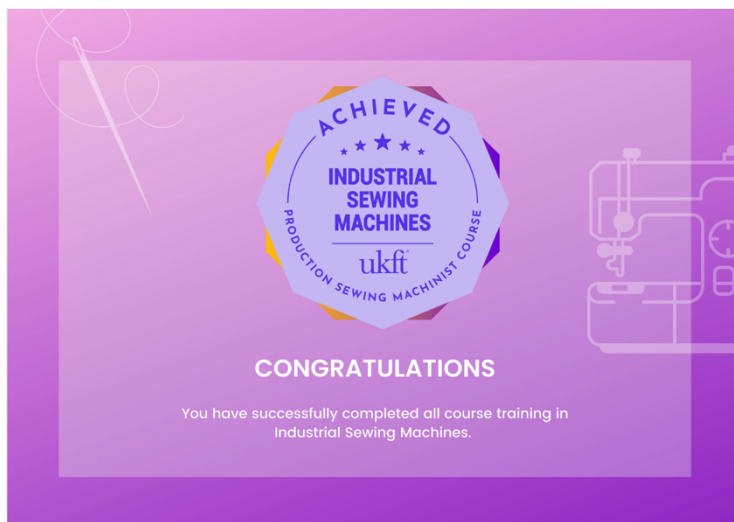 ACHIEVED
INDUSTRIAL
SEWING
MACHINES
ukft
PRODUCTION SEWING MACHINIST COURSE
CONGRATULATIONS
You have successfully completed all course training in
Industrial Sewing Machines.